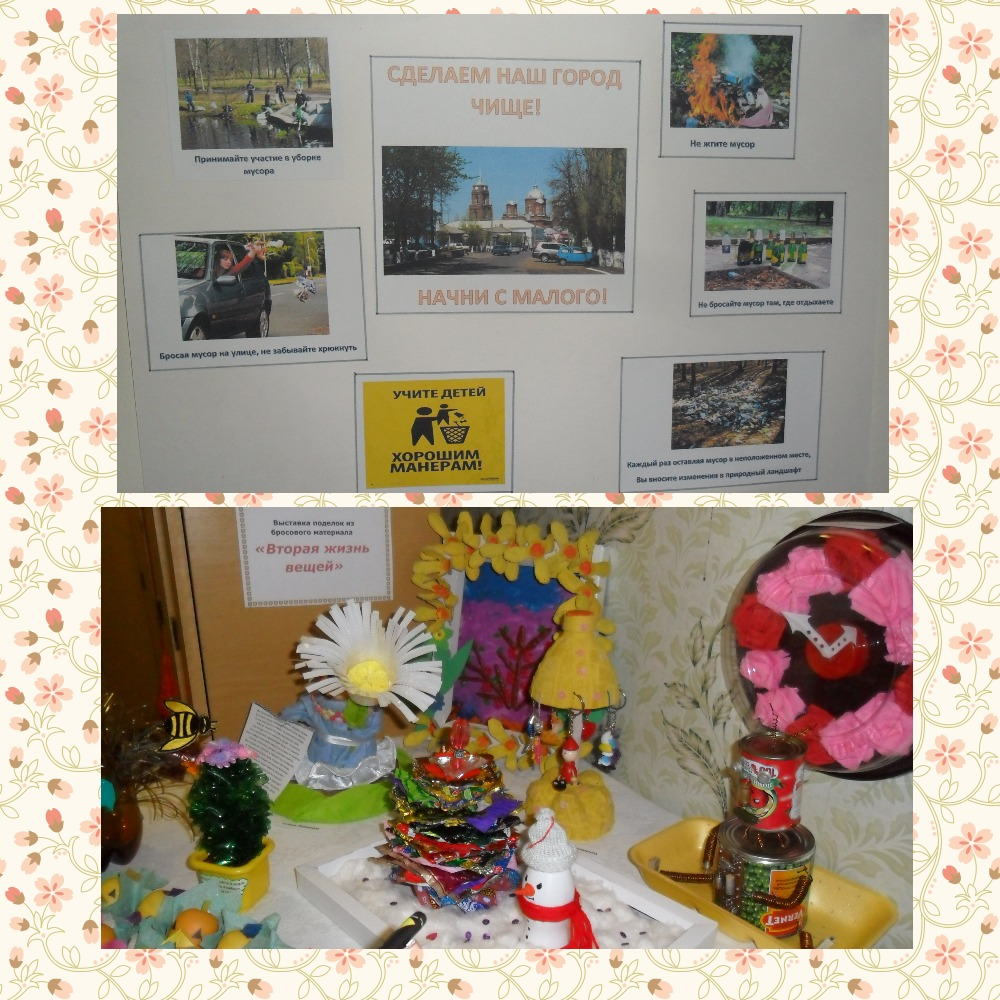 СДЕЛАЕМ НАШ ГОРОД
ЧИЩЕ!
НАЧНИ С МАЛОГО!
Принимайте участие в уборке
мусора
Бросая мусор на улице, не забывайте хрюкнуть
УЧИТЕ ДЕТЕЙ
ХОРОШИМ
МАНЕРАМ!
Не жгите мусор
Не бросайте мусор там, где отдыхаете
Каждый раз оставляя мусор в неположенном месте,
Вы вносите изменения в природный ландшафт
Выставка поделок из
бросового материала
«Вторая жизнь
вещей»
VERNET